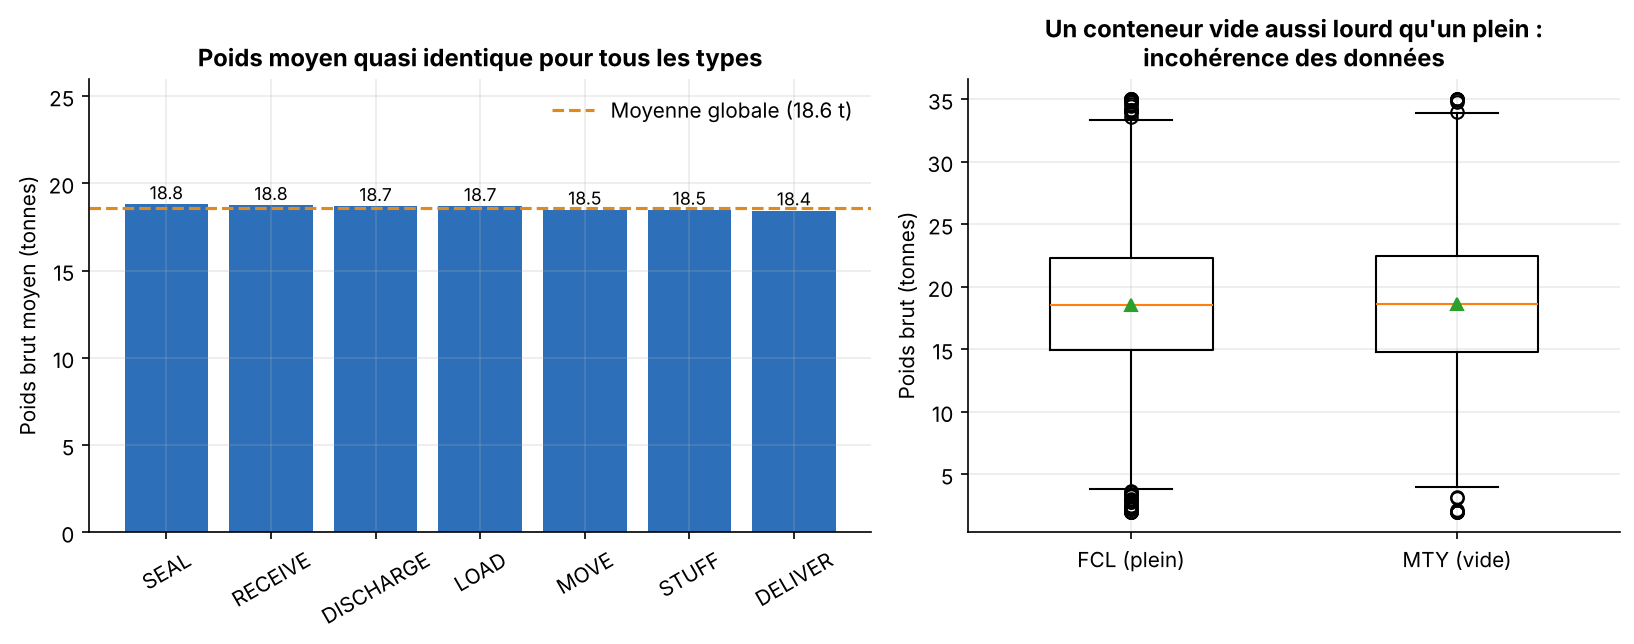 Poids moyen quasi identique pour tous les types
Poids brut moyen (tonnes)
25
20
15
10
5
0
Moyenne globale (18.6 t)
18.8
18.8
18.7
18.7
18.5
18.5
18.4
SEAL
RECEIVE
DISCHARGE
LOAD
MOVE
STUFF
DELIVER
Un conteneur vide aussi lourd qu'un plein :
incohérence des données
Poids brut (tonnes)
35
30
25
20
15
10
5
FCL (plein)
MTY (vide)